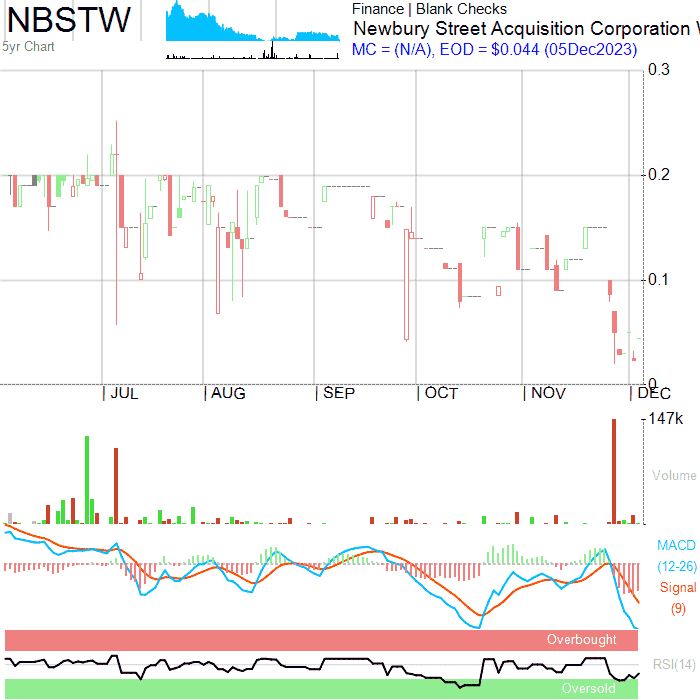 NBSTW
5yr Chart
Finance | Blank Checks
Newbury Street Acquisition Corporation W
MC = (N/A), EOD = $0.044 (05Dec2023)
0.3
0.2
0.1
0
JUL
AUG
SEP
OCT
NOV
DEC
147k
Volume
MACD
(12-26)
Signal
(9)
Overbought
RSI(14)
Oversold